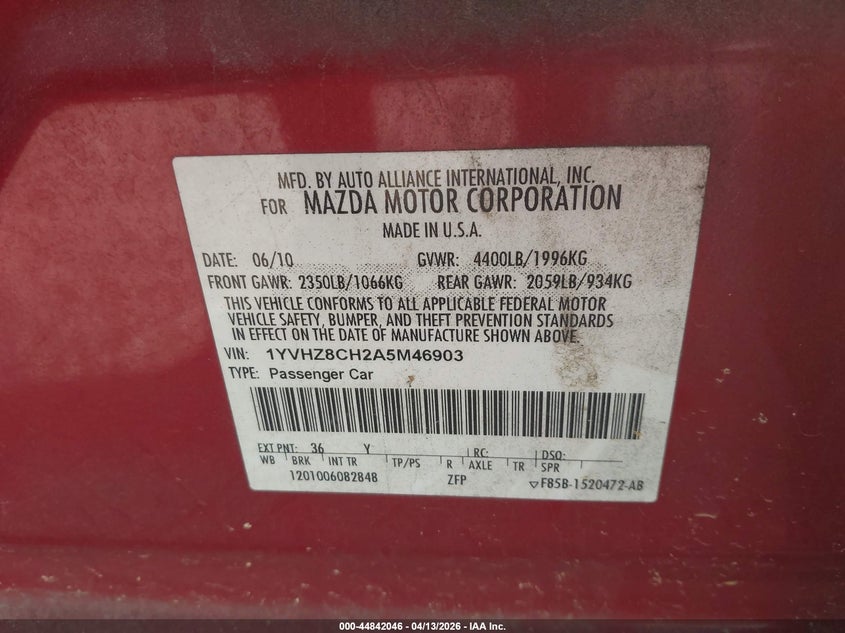 MFD. BY AUTO ALLIANCE INTERNATIONAL, INC.
FOR MAZDA MOTOR CORPORATION
MADE IN U.S.A.
DATE: 06/10 GVWR: 4400LB/1996KG
FRONT GAWR: 2350LB/1066KG REAR GAWR: 2059LB/934KG
THIS VEHICLE CONFORMS TO ALL APPLICABLE FEDERAL MOTOR
VEHICLE SAFETY, BUMPER, AND THEFT PREVENTION STANDARDS
IN EFFECT ON THE DATE OF MANUFACTURE SHOWN ABOVE.
VIN: 1YVHZ8CH2A5M46903
TYPE: Passenger Car
EXT PNT: 36 Y RC: DSO:
WB BRK INT TR TP/PS R AXLE TR SPR
1201006082848 ZFP F85B-1520472-AB
000-44842046 - 04/13/2026 - IAA Inc.